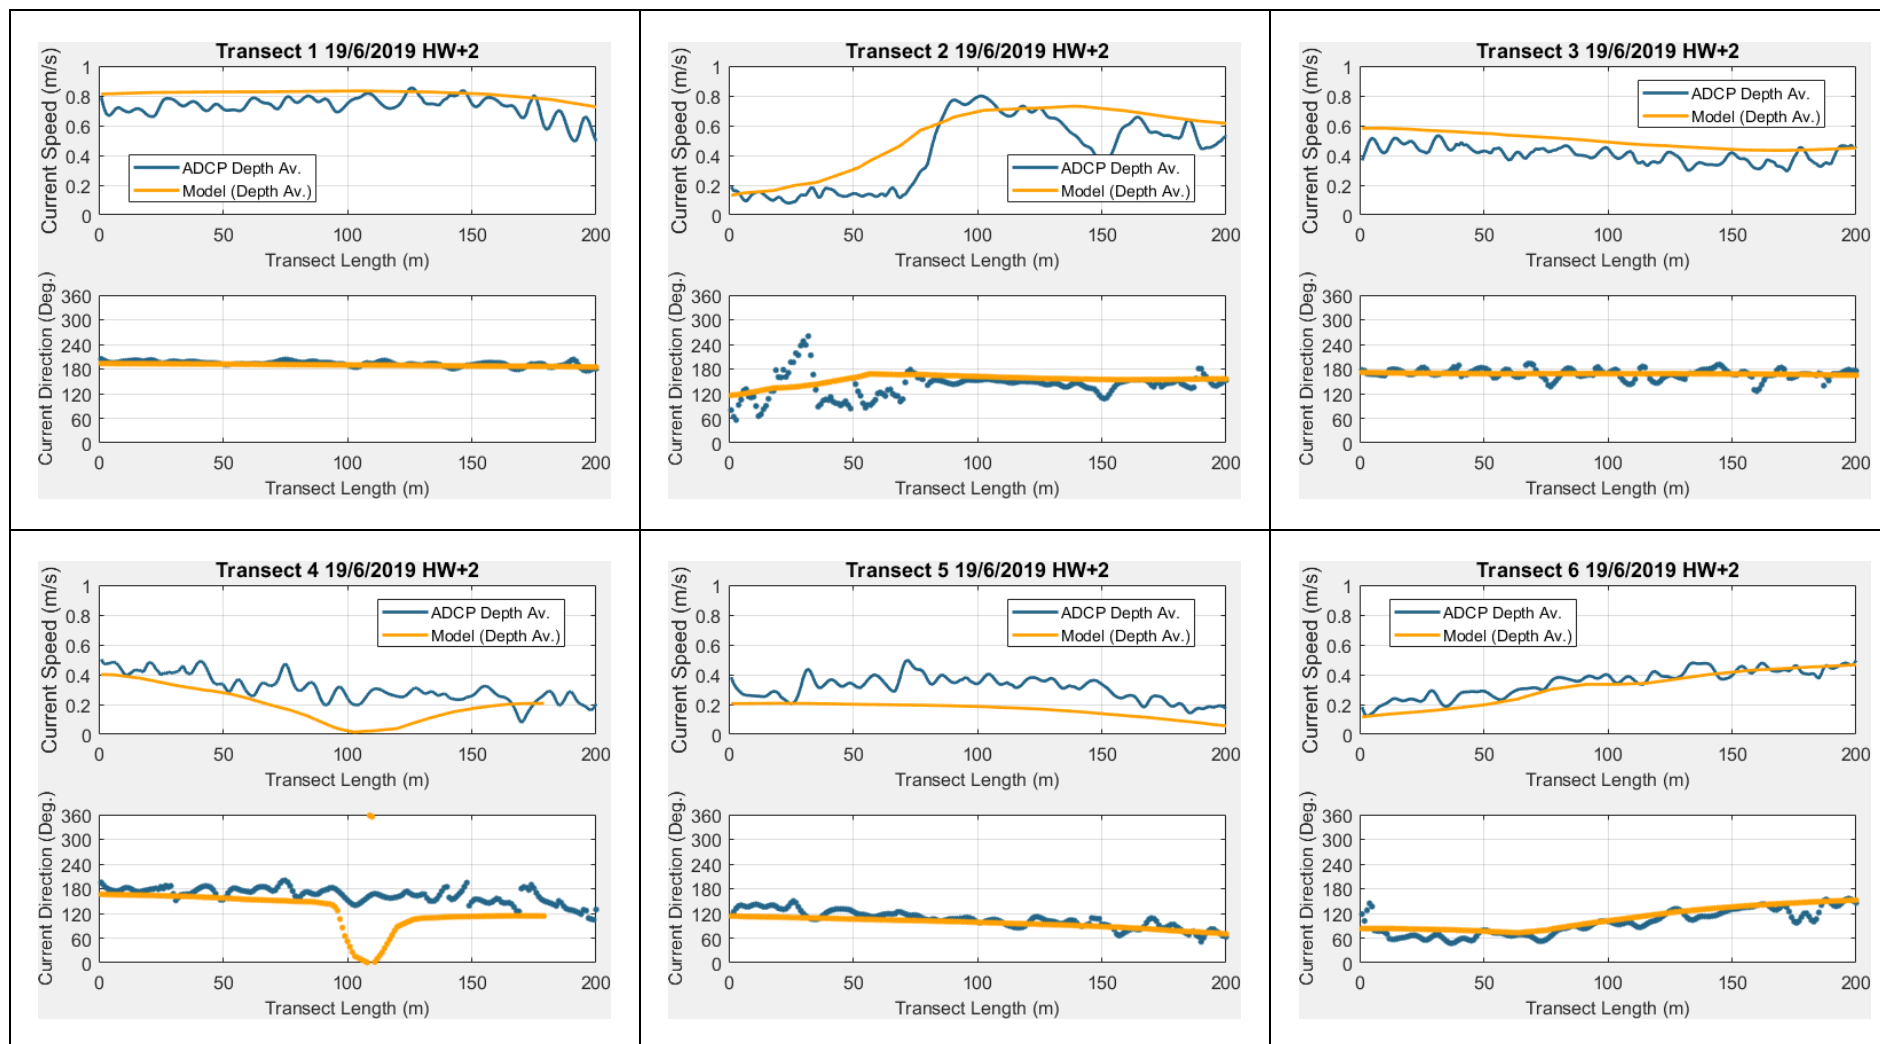 Transect 1 19/6/2019 HW+2
Current Speed (m/s)
1
0.8
0.6
0.4
0.2
0
ADCP Depth Av.
Model (Depth Av.)
0 50 100 150 200
Transect Length (m)
Current Direction (Deg.)
360
300
240
180
120
60
0
0 50 100 150 200
Transect Length (m)
Transect 2 19/6/2019 HW+2
Current Speed (m/s)
1
0.8
0.6
0.4
0.2
0
ADCP Depth Av.
Model (Depth Av.)
0 50 100 150 200
Transect Length (m)
Current Direction (Deg.)
360
300
240
180
120
60
0
0 50 100 150 200
Transect Length (m)
Transect 3 19/6/2019 HW+2
Current Speed (m/s)
1
0.8
0.6
0.4
0.2
0
ADCP Depth Av.
Model (Depth Av.)
0 50 100 150 200
Transect Length (m)
Current Direction (Deg.)
360
300
240
180
120
60
0
0 50 100 150 200
Transect Length (m)
Transect 4 19/6/2019 HW+2
Current Speed (m/s)
1
0.8
0.6
0.4
0.2
0
ADCP Depth Av.
Model (Depth Av.)
0 50 100 150 200
Transect Length (m)
Current Direction (Deg.)
360
300
240
180
120
60
0
0 50 100 150 200
Transect Length (m)
Transect 5 19/6/2019 HW+2
Current Speed (m/s)
1
0.8
0.6
0.4
0.2
0
ADCP Depth Av.
Model (Depth Av.)
0 50 100 150 200
Transect Length (m)
Current Direction (Deg.)
360
300
240
180
120
60
0
0 50 100 150 200
Transect Length (m)
Transect 6 19/6/2019 HW+2
Current Speed (m/s)
1
0.8
0.6
0.4
0.2
0
ADCP Depth Av.
Model (Depth Av.)
0 50 100 150 200
Transect Length (m)
Current Direction (Deg.)
360
300
240
180
120
60
0
0 50 100 150 200
Transect Length (m)